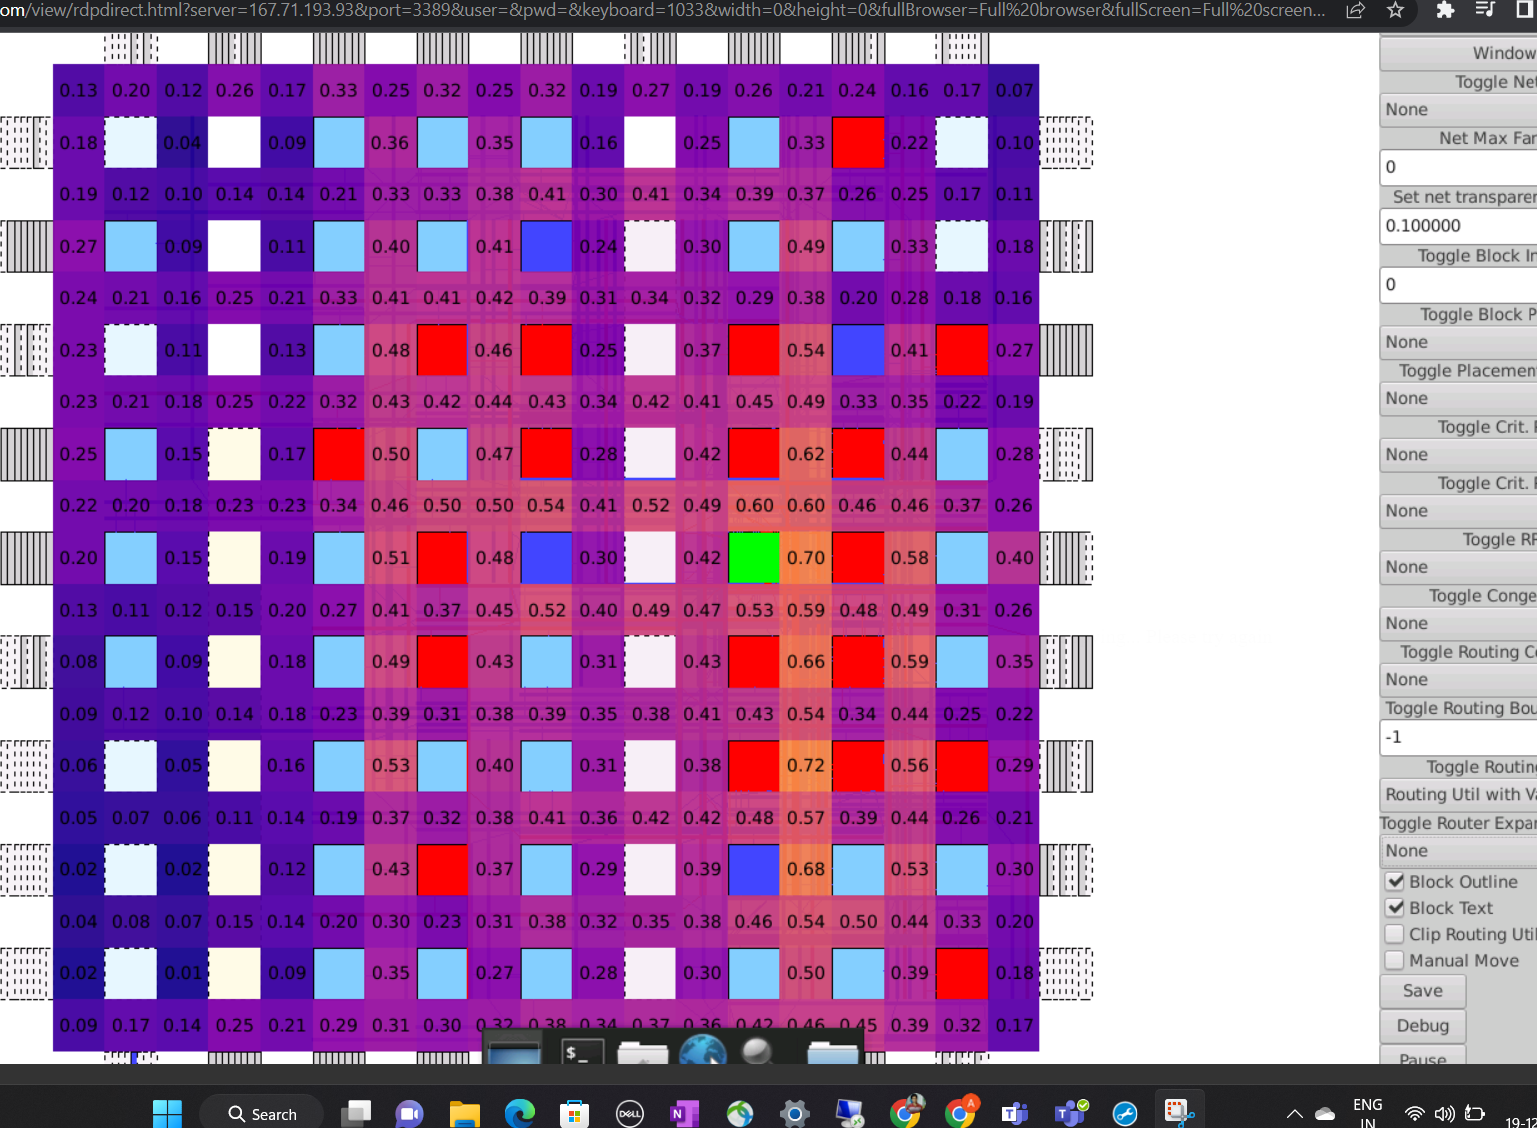 om/view/rdpdirect.html?server=167.71.193.93&port=3389&user=&pwd=&keyboard=1033&width=0&height=0&fullBrowser=Full%20browser&fullScreen=Full%20screen...
0.13 0.20 0.12 0.26 0.17 0.33 0.25 0.32 0.25 0.32 0.19 0.27 0.19 0.26 0.21 0.24 0.16 0.17 0.07
0.18 0.04 0.09 0.36 0.35 0.16 0.25 0.33 0.22 0.10
0.19 0.12 0.10 0.14 0.14 0.21 0.33 0.33 0.38 0.41 0.30 0.41 0.34 0.39 0.37 0.26 0.25 0.17 0.11
0.27 0.09 0.11 0.40 0.41 0.24 0.30 0.49 0.33 0.18
0.24 0.21 0.16 0.25 0.21 0.33 0.41 0.41 0.42 0.39 0.31 0.34 0.32 0.29 0.38 0.20 0.28 0.18 0.16
0.23 0.11 0.13 0.48 0.46 0.25 0.37 0.54 0.41 0.27
0.23 0.21 0.18 0.25 0.22 0.32 0.43 0.42 0.44 0.43 0.34 0.42 0.41 0.45 0.49 0.33 0.35 0.22 0.19
0.25 0.15 0.17 0.50 0.47 0.28 0.42 0.62 0.44 0.28
0.22 0.20 0.18 0.23 0.23 0.34 0.46 0.50 0.50 0.54 0.41 0.52 0.49 0.60 0.60 0.46 0.46 0.37 0.26
0.20 0.15 0.19 0.51 0.48 0.30 0.42 0.70 0.58 0.40
0.13 0.11 0.12 0.15 0.20 0.27 0.41 0.37 0.45 0.52 0.40 0.49 0.47 0.53 0.59 0.48 0.49 0.31 0.26
0.08 0.09 0.18 0.49 0.43 0.31 0.43 0.66 0.59 0.35
0.09 0.12 0.10 0.14 0.18 0.23 0.39 0.31 0.38 0.39 0.35 0.38 0.41 0.43 0.54 0.34 0.44 0.25 0.22
0.06 0.05 0.16 0.53 0.40 0.31 0.38 0.72 0.56 0.29
0.05 0.07 0.06 0.11 0.14 0.19 0.37 0.32 0.38 0.41 0.36 0.42 0.42 0.48 0.57 0.39 0.44 0.26 0.21
0.02 0.02 0.12 0.43 0.37 0.29 0.39 0.68 0.53 0.30
0.04 0.08 0.07 0.15 0.14 0.20 0.30 0.23 0.31 0.38 0.32 0.35 0.38 0.46 0.54 0.50 0.44 0.33 0.20
0.02 0.01 0.09 0.35 0.27 0.28 0.30 0.50 0.39 0.18
0.09 0.17 0.14 0.25 0.21 0.29 0.31 0.30 0.32 0.38 0.34 0.37 0.36 0.42 0.46 0.45 0.39 0.32 0.17
Window
Toggle Net
None
Net Max Fan
0
Set net transparen
0.100000
Toggle Block In
0
Toggle Block P
None
Toggle Placemen
None
Toggle Crit. P
None
Toggle Crit. P
None
Toggle RR
None
Toggle Conge
None
Toggle Routing Co
None
Toggle Routing Bou
-1
Toggle Routing
Routing Util with Va
Toggle Router Expan
None
Block Outline
Block Text
Clip Routing Util
Manual Move
Save
Debug
Pause
$_
Search
DELL
N
A
ENG
IN
19-12